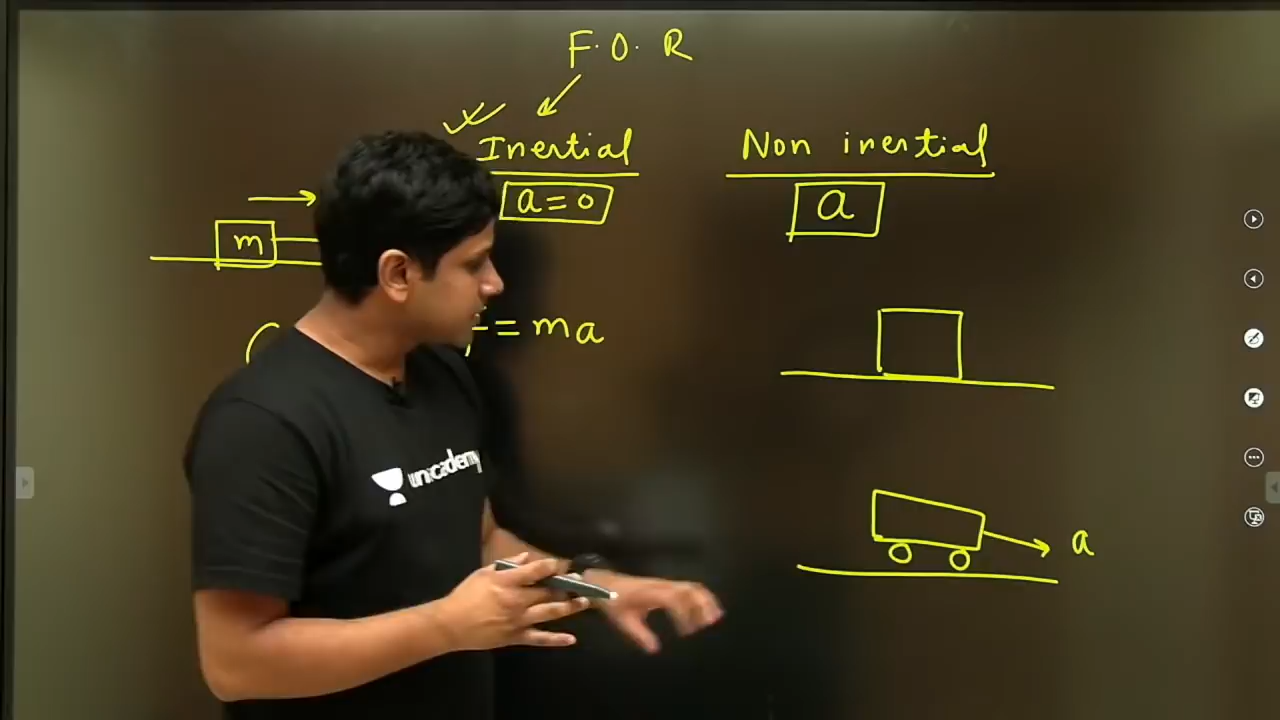 F.O.R
Inertial
Non inertial
a = 0
a
m
= ma
unacademy
a